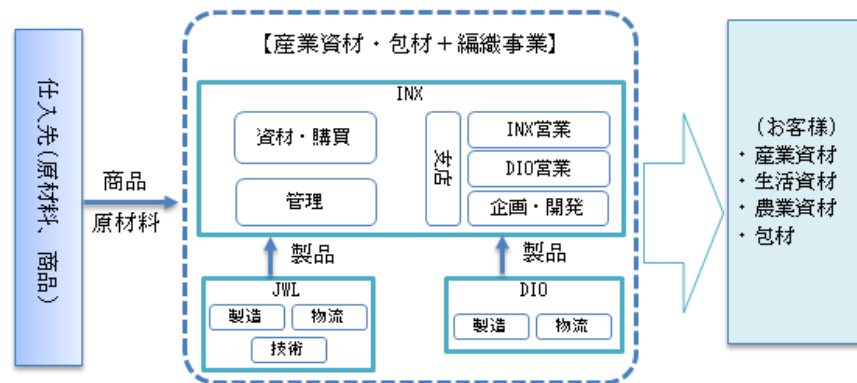 仕入先(原材料、商品)
商品
原材料
【産業資材・包材+編織事業】
INX
資材・購買
管理
支店
INX営業
DIO営業
企画・開発
製品
製品
JWL
製造
物流
技術
DIO
製造
物流
(お客様)
・産業資材
・生活資材
・農業資材
・包材